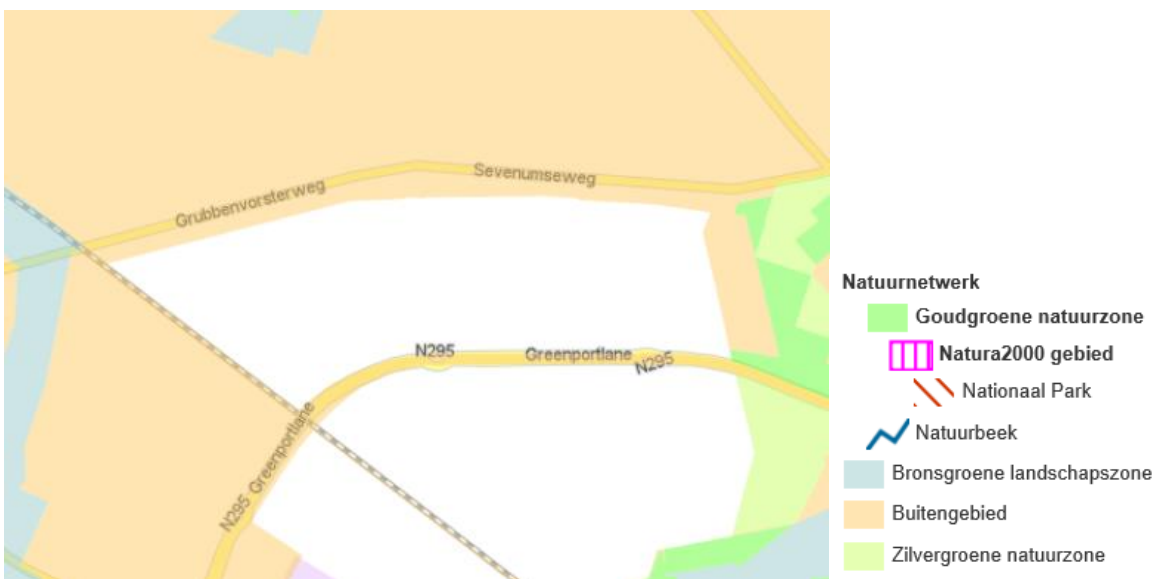 Sevenumseweg
Grubbenvorsterweg
N295
Greenportlane
N295
Greenportlane
N295
Natuurnetwerk
Goudgroene natuurzone
Natura2000 gebied
Nationaal Park
Natuurbeek
Bronsgroene landschapszone
Buitengebied
Zilvergroene natuurzone